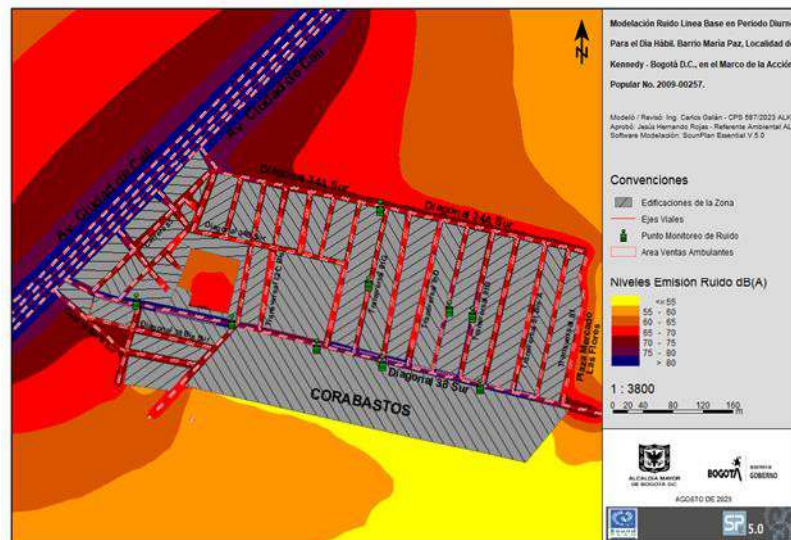 Modelación Ruido Línea Base en Periodo Diurno
Para el Día Hábil. Barrio María Paz, Localidad de
Kennedy - Bogotá D.C., en el Marco de la Acción
Popular No. 2009-00257.
Modeló / Revisó: Ing. Carlos Galán - CPS 587/2023 ALK
Aprobó: Jesús Hernando Rojas - Referente Ambiental AL
Software Modelación: SounPlan Essential V 5.0
Convenciones
Edificaciones de la Zona
Ejes Viales
Punto Monitoreo de Ruido
Area Ventas Ambulantes
Niveles Emisión Ruido dB(A)
<= 55
55 - 60
60 - 65
65 - 70
70 - 75
75 - 80
> 80
1 : 3800
0 20 40 80 120 160
m
ALCALDÍA MAYOR
DE BOGOTÁ D.C.
BOGOTÁ
GOBIERNO
AGOSTO DE 2023
SP 5.0
N
Av. Ciudad de Cali
Av. Ciudad de Cali
Diagonal 34A Sur
Diagonal 34A Sur
Diagonal 38 Sur
CORABASTOS
Plaza Mercado
Las Flores